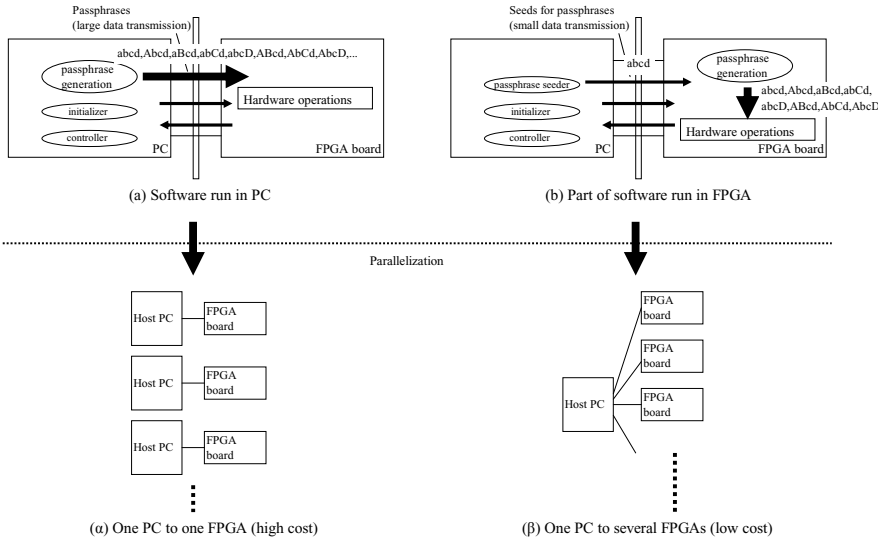 Passphrases
(large data transmission)
abcd,Abcd,aBcd,abCd,abcD,ABcd,AbCd,AbcD,...
passphrase
generation
Hardware operations
initializer
controller
PC
FPGA board
(a) Software run in PC
Seeds for passphrases
(small data transmission)
abcd
passphrase
generation
passphrase seeder
abcd,Abcd,aBcd,abCd,
abcD,ABcd,AbCd,AbcD
initializer
Hardware operations
controller
PC
FPGA board
(b) Part of software run in FPGA
Parallelization
Host PC
FPGA
board
Host PC
FPGA
board
Host PC
FPGA
board
(α) One PC to one FPGA (high cost)
FPGA
board
FPGA
board
Host PC
FPGA
board
(β) One PC to several FPGAs (low cost)